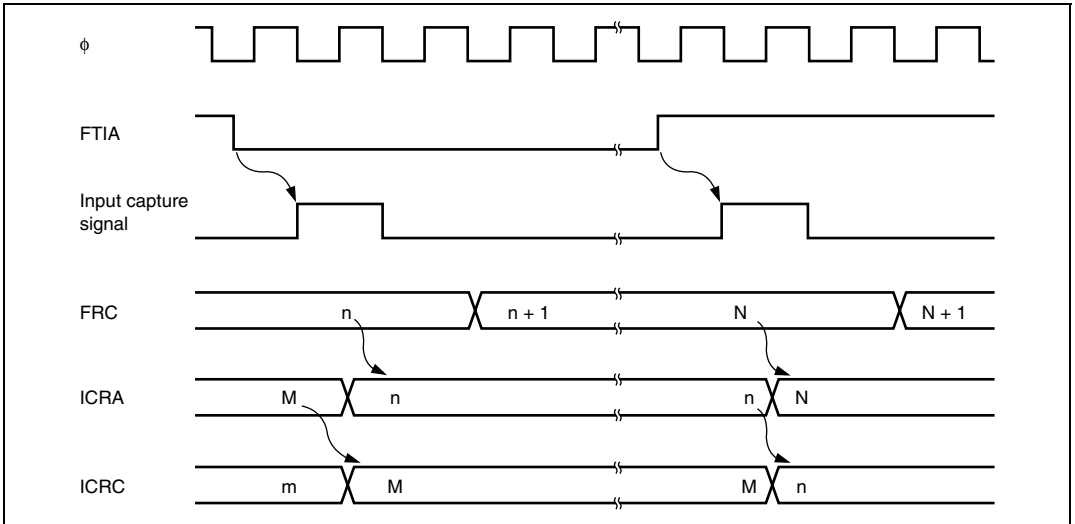 ϕ
FTIA
Input capture
signal
FRC n n + 1 N N + 1
ICRA M n n N
ICRC m M M n